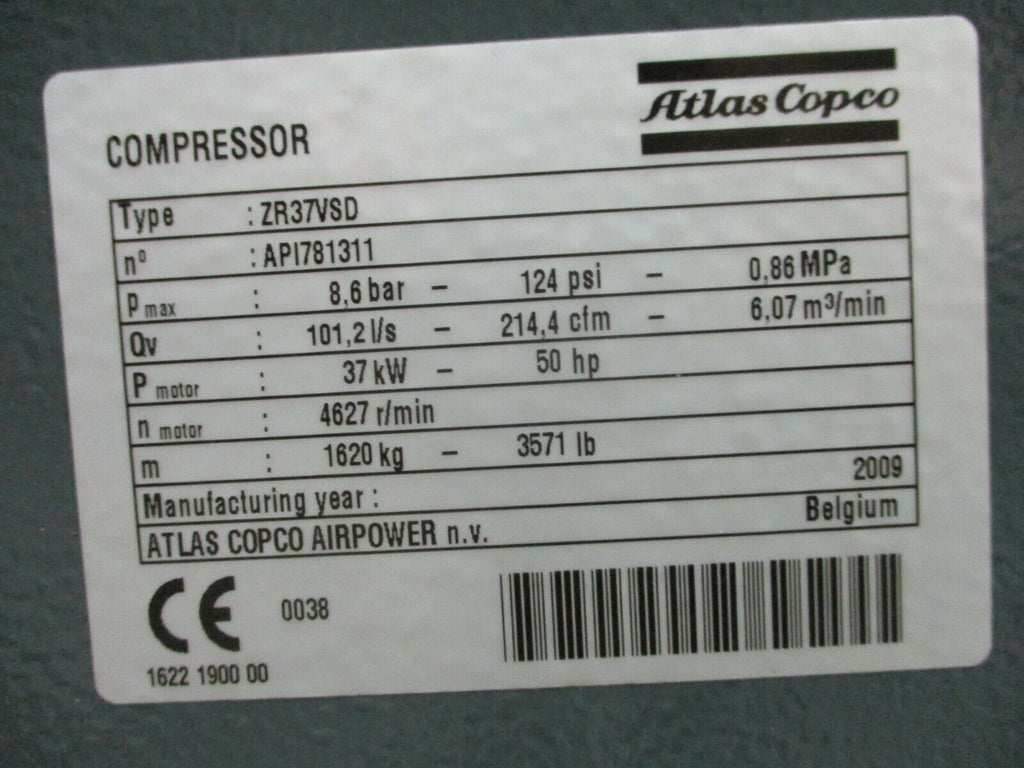 Atlas Copco
COMPRESSOR
Type : ZR37VSD
nº : API781311
P max : 8,6 bar – 124 psi – 0,86 MPa
Qv : 101,2 l/s – 214,4 cfm – 6,07 m³/min
P motor : 37 kW – 50 hp
n motor : 4627 r/min
m : 1620 kg – 3571 lb
Manufacturing year : 2009
ATLAS COPCO AIRPOWER n.v. Belgium
CE 0038
1622 1900 00